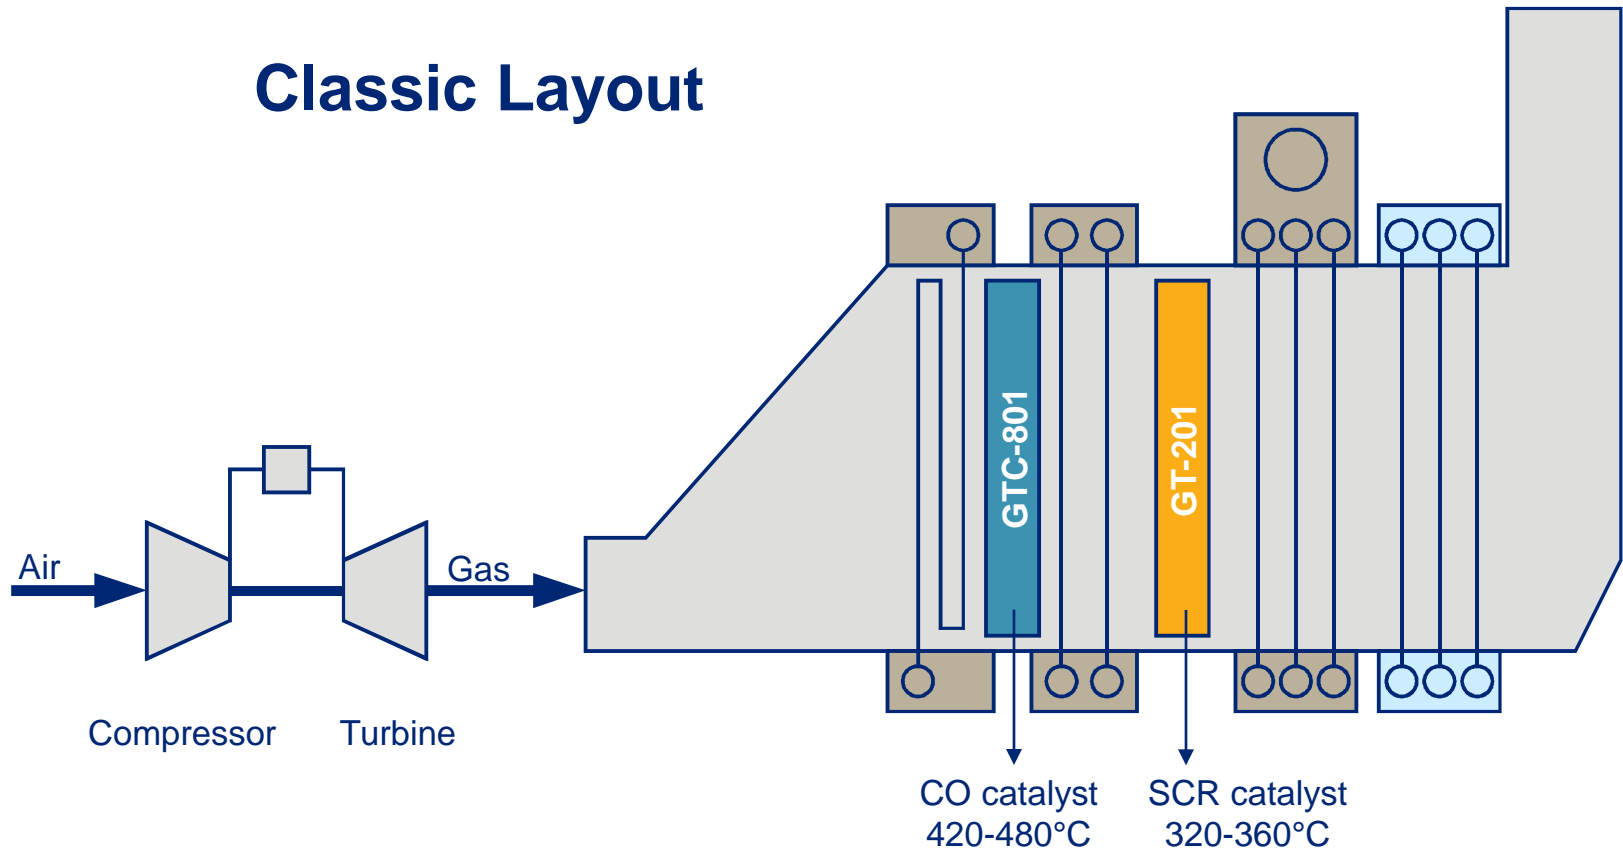 Classic Layout
Air
Gas
Compressor
Turbine
GTC-801
GT-201
CO catalyst
420-480°C
SCR catalyst
320-360°C